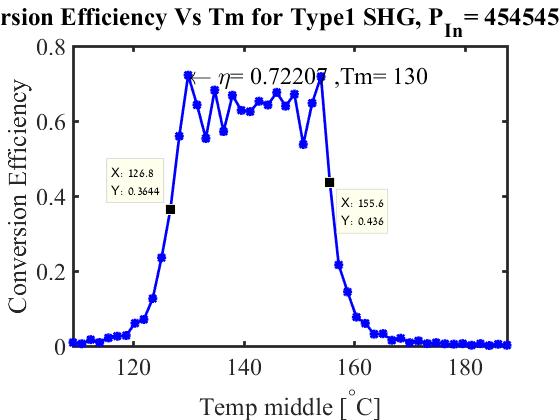 rsion Efficiency Vs Tm for Type1 SHG, P_In = 454545
0.8
← η= 0.72207 ,Tm= 130
0.6
Conversion Efficiency
X: 126.8
Y: 0.3644
X: 155.6
Y: 0.436
0.4
0.2
0
120
140
160
180
Temp middle [°C]